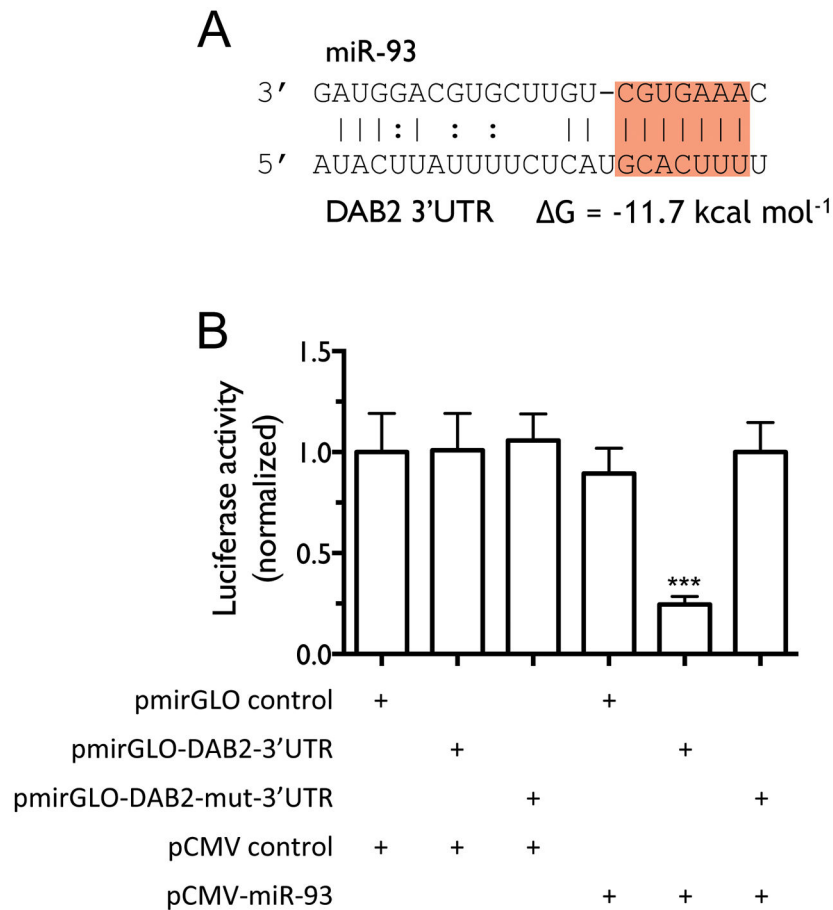 A
miR-93
3′ GAUGGACGUGCUUGU-CGUGAAAC
|||:| : : || |||||||
5′ AUACUUAUUUUCUCAUGCACUUUU
DAB2 3’UTR ΔG = -11.7 kcal mol-1
B
Luciferase activity
(normalized)
1.5
1.0
0.5
0.0
***
pmirGLO control + +
pmirGLO-DAB2-3’UTR + +
pmirGLO-DAB2-mut-3’UTR + +
pCMV control + + +
pCMV-miR-93 + + +